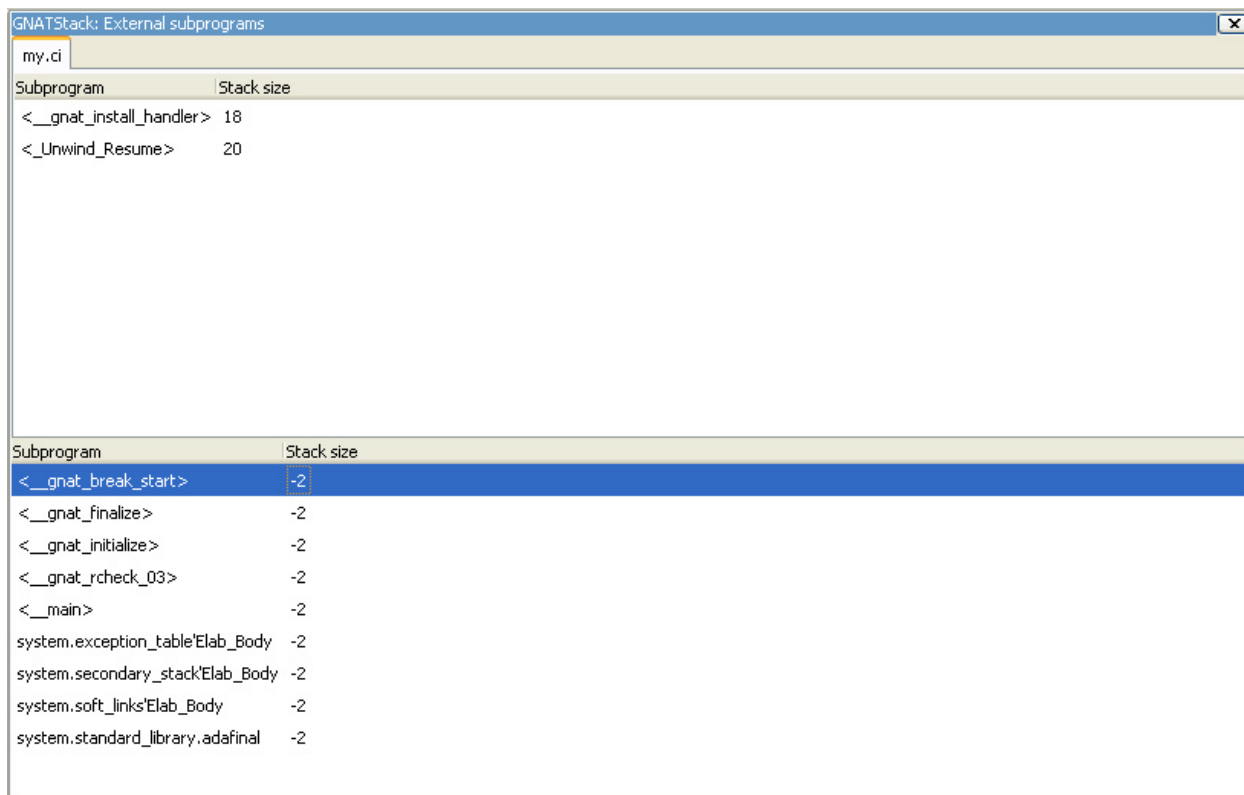 GNATStack: External subprograms
my.ci
Subprogram Stack size
<__gnat_install_handler> 18
<_Unwind_Resume> 20
Subprogram Stack size
<__gnat_break_start> -2
<__gnat_finalize> -2
<__gnat_initialize> -2
<__gnat_rcheck_03> -2
<__main> -2
system.exception_table'Elab_Body -2
system.secondary_stack'Elab_Body -2
system.soft_links'Elab_Body -2
system.standard_library.adafinal -2